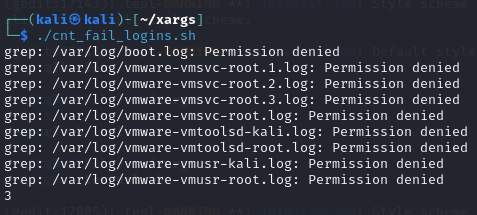 ┌──(kali㉿kali)-[~/xargs]
└─$ ./cnt_fail_logins.sh
grep: /var/log/boot.log: Permission denied
grep: /var/log/vmware-vmsvc-root.1.log: Permission denied
grep: /var/log/vmware-vmsvc-root.2.log: Permission denied
grep: /var/log/vmware-vmsvc-root.3.log: Permission denied
grep: /var/log/vmware-vmsvc-root.log: Permission denied
grep: /var/log/vmware-vmtoolsd-kali.log: Permission denied
grep: /var/log/vmware-vmtoolsd-root.log: Permission denied
grep: /var/log/vmware-vmusr-kali.log: Permission denied
grep: /var/log/vmware-vmusr-root.log: Permission denied
3